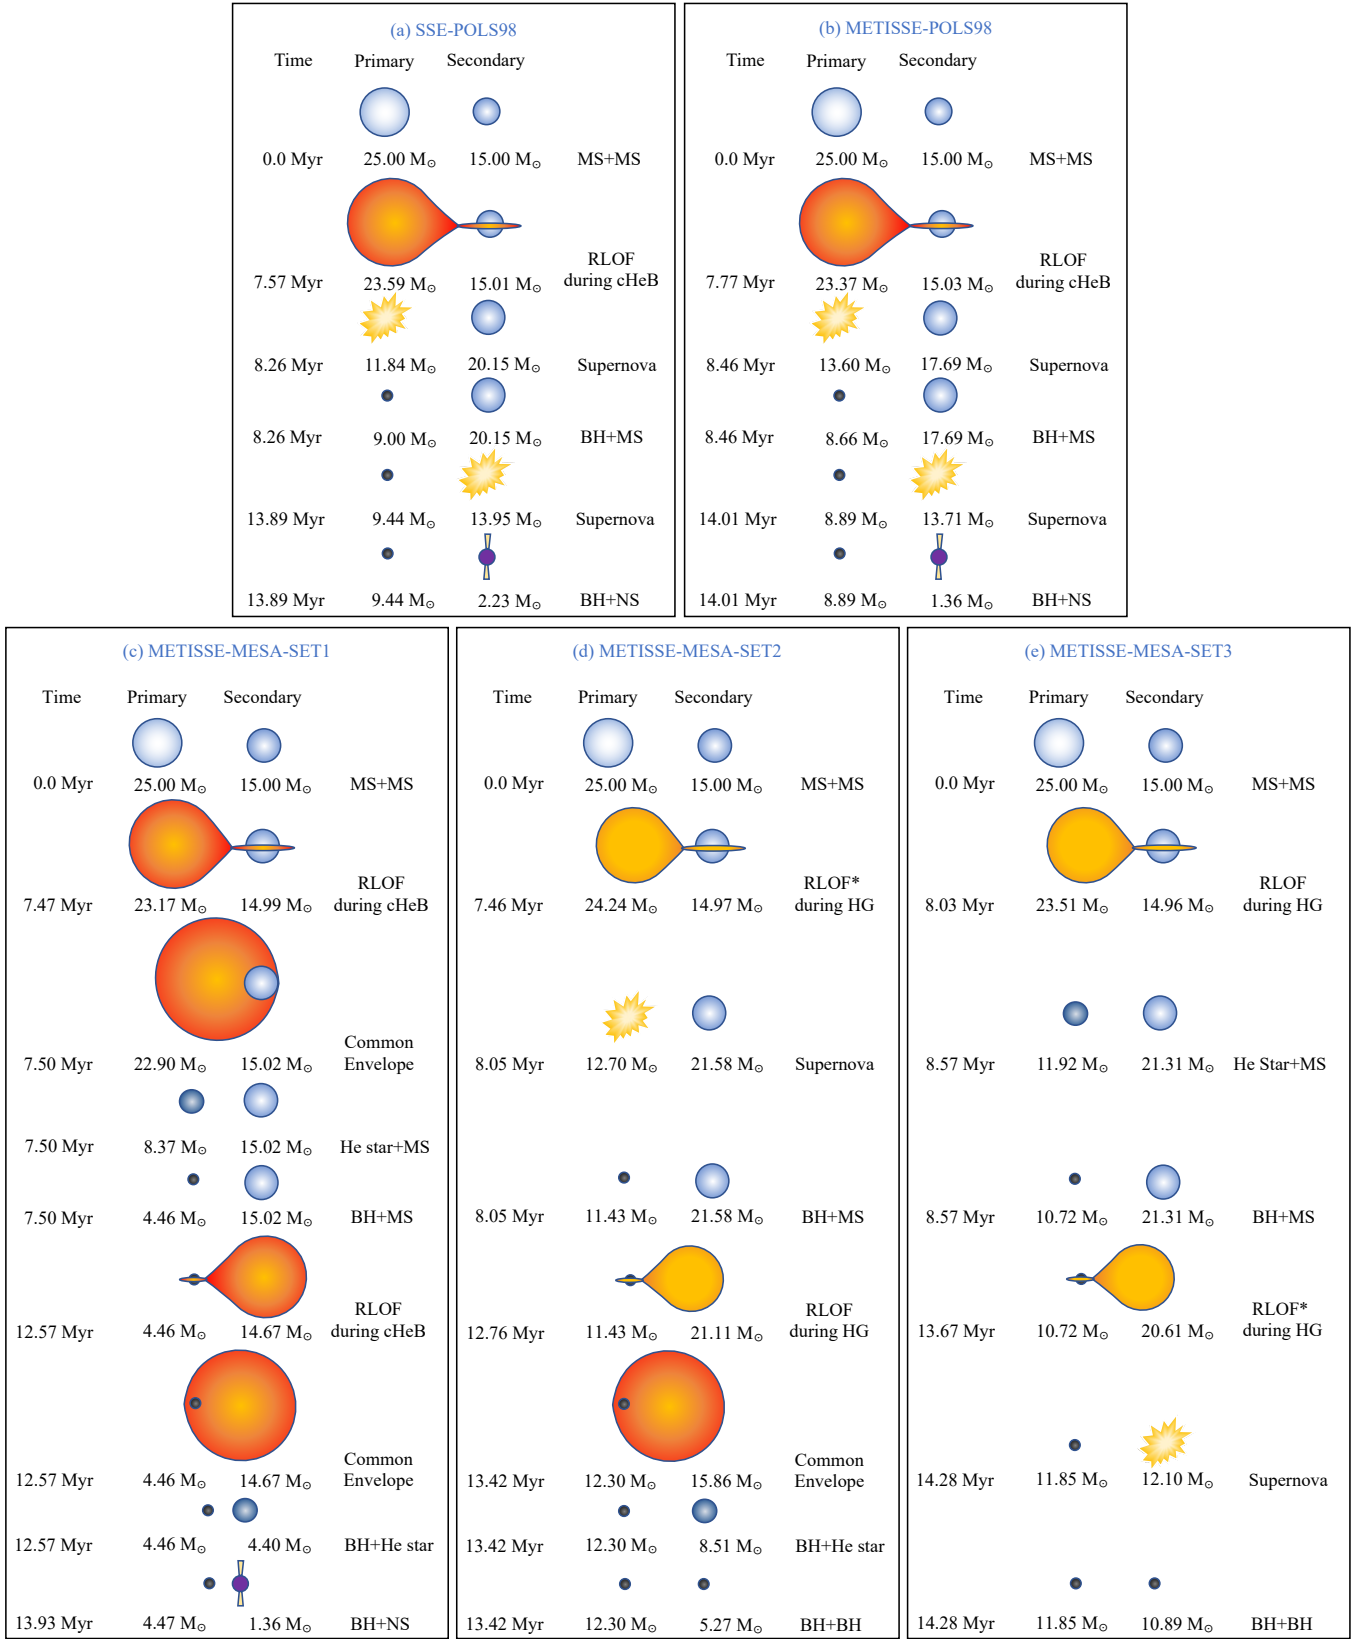 (a) SSE-POLS98
Time Primary Secondary
0.0 Myr 25.00 M⊙ 15.00 M⊙ MS+MS
RLOF
during cHeB
7.57 Myr 23.59 M⊙ 15.01 M⊙
8.26 Myr 11.84 M⊙ 20.15 M⊙ Supernova
8.26 Myr 9.00 M⊙ 20.15 M⊙ BH+MS
13.89 Myr 9.44 M⊙ 13.95 M⊙ Supernova
13.89 Myr 9.44 M⊙ 2.23 M⊙ BH+NS
(b) METISSE-POLS98
Time Primary Secondary
0.0 Myr 25.00 M⊙ 15.00 M⊙ MS+MS
RLOF
during cHeB
7.77 Myr 23.37 M⊙ 15.03 M⊙
8.46 Myr 13.60 M⊙ 17.69 M⊙ Supernova
8.46 Myr 8.66 M⊙ 17.69 M⊙ BH+MS
14.01 Myr 8.89 M⊙ 13.71 M⊙ Supernova
14.01 Myr 8.89 M⊙ 1.36 M⊙ BH+NS
(c) METISSE-MESA-SET1
Time Primary Secondary
0.0 Myr 25.00 M⊙ 15.00 M⊙ MS+MS
RLOF
7.47 Myr 23.17 M⊙ 14.99 M⊙ during cHeB
Common
7.50 Myr 22.90 M⊙ 15.02 M⊙ Envelope
7.50 Myr 8.37 M⊙ 15.02 M⊙ He star+MS
7.50 Myr 4.46 M⊙ 15.02 M⊙ BH+MS
RLOF
12.57 Myr 4.46 M⊙ 14.67 M⊙ during cHeB
Common
12.57 Myr 4.46 M⊙ 14.67 M⊙ Envelope
12.57 Myr 4.46 M⊙ 4.40 M⊙ BH+He star
13.93 Myr 4.47 M⊙ 1.36 M⊙ BH+NS
(d) METISSE-MESA-SET2
Time Primary Secondary
0.0 Myr 25.00 M⊙ 15.00 M⊙ MS+MS
RLOF*
7.46 Myr 24.24 M⊙ 14.97 M⊙ during HG
8.05 Myr 12.70 M⊙ 21.58 M⊙ Supernova
8.05 Myr 11.43 M⊙ 21.58 M⊙ BH+MS
RLOF
12.76 Myr 11.43 M⊙ 21.11 M⊙ during HG
Common
13.42 Myr 12.30 M⊙ 15.86 M⊙ Envelope
13.42 Myr 12.30 M⊙ 8.51 M⊙ BH+He star
13.42 Myr 12.30 M⊙ 5.27 M⊙ BH+BH
(e) METISSE-MESA-SET3
Time Primary Secondary
0.0 Myr 25.00 M⊙ 15.00 M⊙ MS+MS
RLOF
8.03 Myr 23.51 M⊙ 14.96 M⊙ during HG
8.57 Myr 11.92 M⊙ 21.31 M⊙ He Star+MS
8.57 Myr 10.72 M⊙ 21.31 M⊙ BH+MS
RLOF*
13.67 Myr 10.72 M⊙ 20.61 M⊙ during HG
14.28 Myr 11.85 M⊙ 12.10 M⊙ Supernova
14.28 Myr 11.85 M⊙ 10.89 M⊙ BH+BH